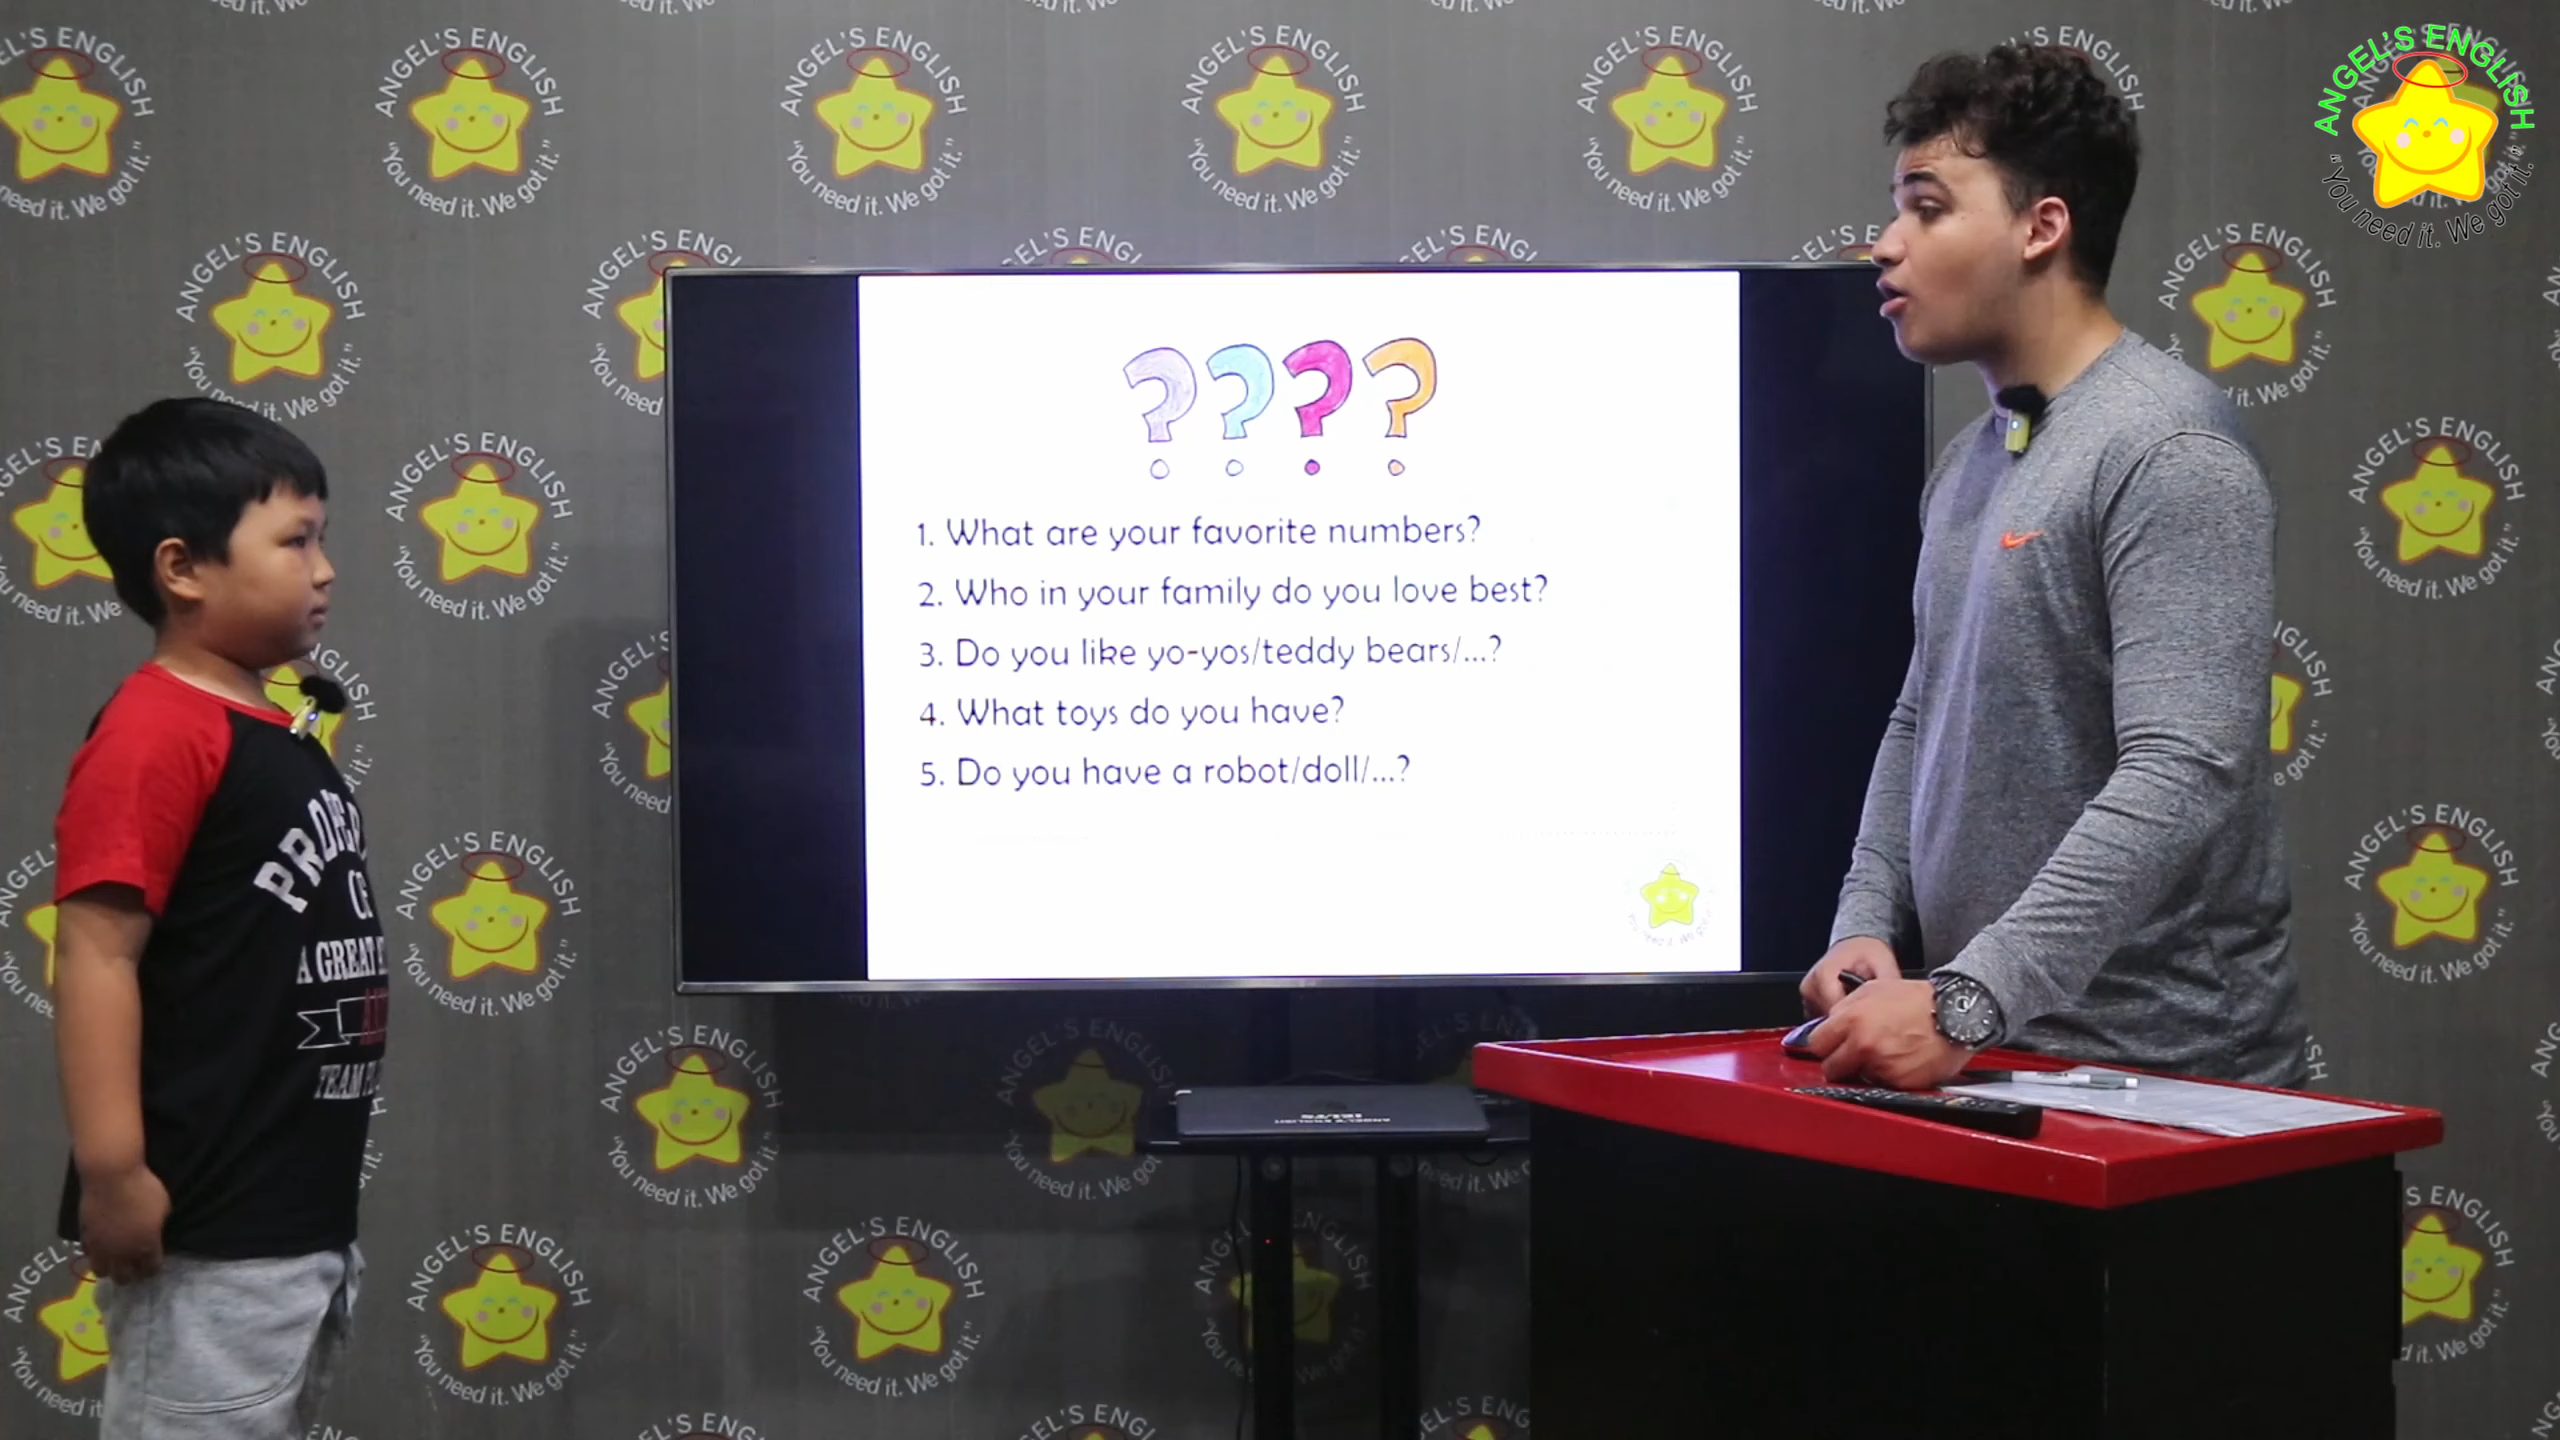 1. What are your favorite numbers?
2. Who in your family do you love best?
3. Do you like yo-yos/teddy bears/...?
4. What toys do you have?
5. Do you have a robot/doll/...?
ANGEL'S ENGLISH
"You need it. We got it."
OF
A GREAT